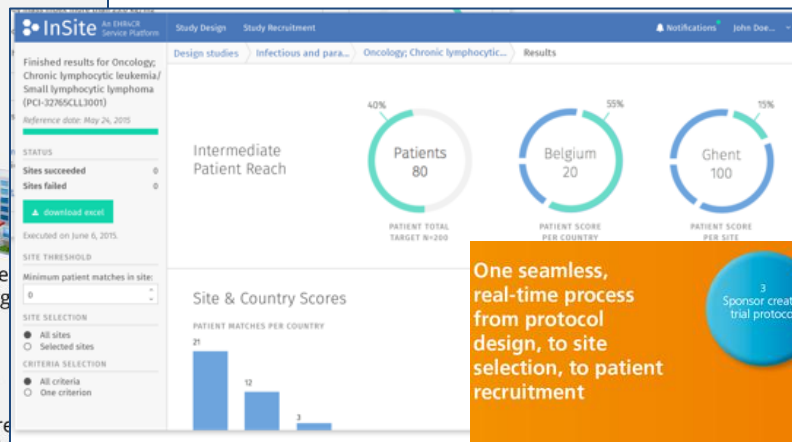 InSite An EHR4CR
Service Platform
Study Design Study Recruitment
Notifications John Doe...
Design studies Infectious and para... Oncology; Chronic lymphocytic... Results
Finished results for Oncology;
Chronic lymphocytic leukemia/
Small lymphocytic lymphoma
(PCI-32765CLL3001)
Reference date: May 24, 2015
STATUS
Sites succeeded 0
Sites failed 0
download excel
Executed on June 6, 2015.
SITE THRESHOLD
Minimum patient matches in site:
0
SITE SELECTION
All sites
Selected sites
CRITERIA SELECTION
All criteria
One criterion
Intermediate
Patient Reach
40%
Patients
80
PATIENT TOTAL
TARGET N=200
55%
Belgium
20
PATIENT SCORE
PER COUNTRY
15%
Ghent
100
PATIENT SCORE
PER SITE
Site & Country Scores
PATIENT MATCHES PER COUNTRY
21
12
3
One seamless,
real-time process
from protocol
design, to site
selection, to patient
recruitment
3
Sponsor creat
trial protoco